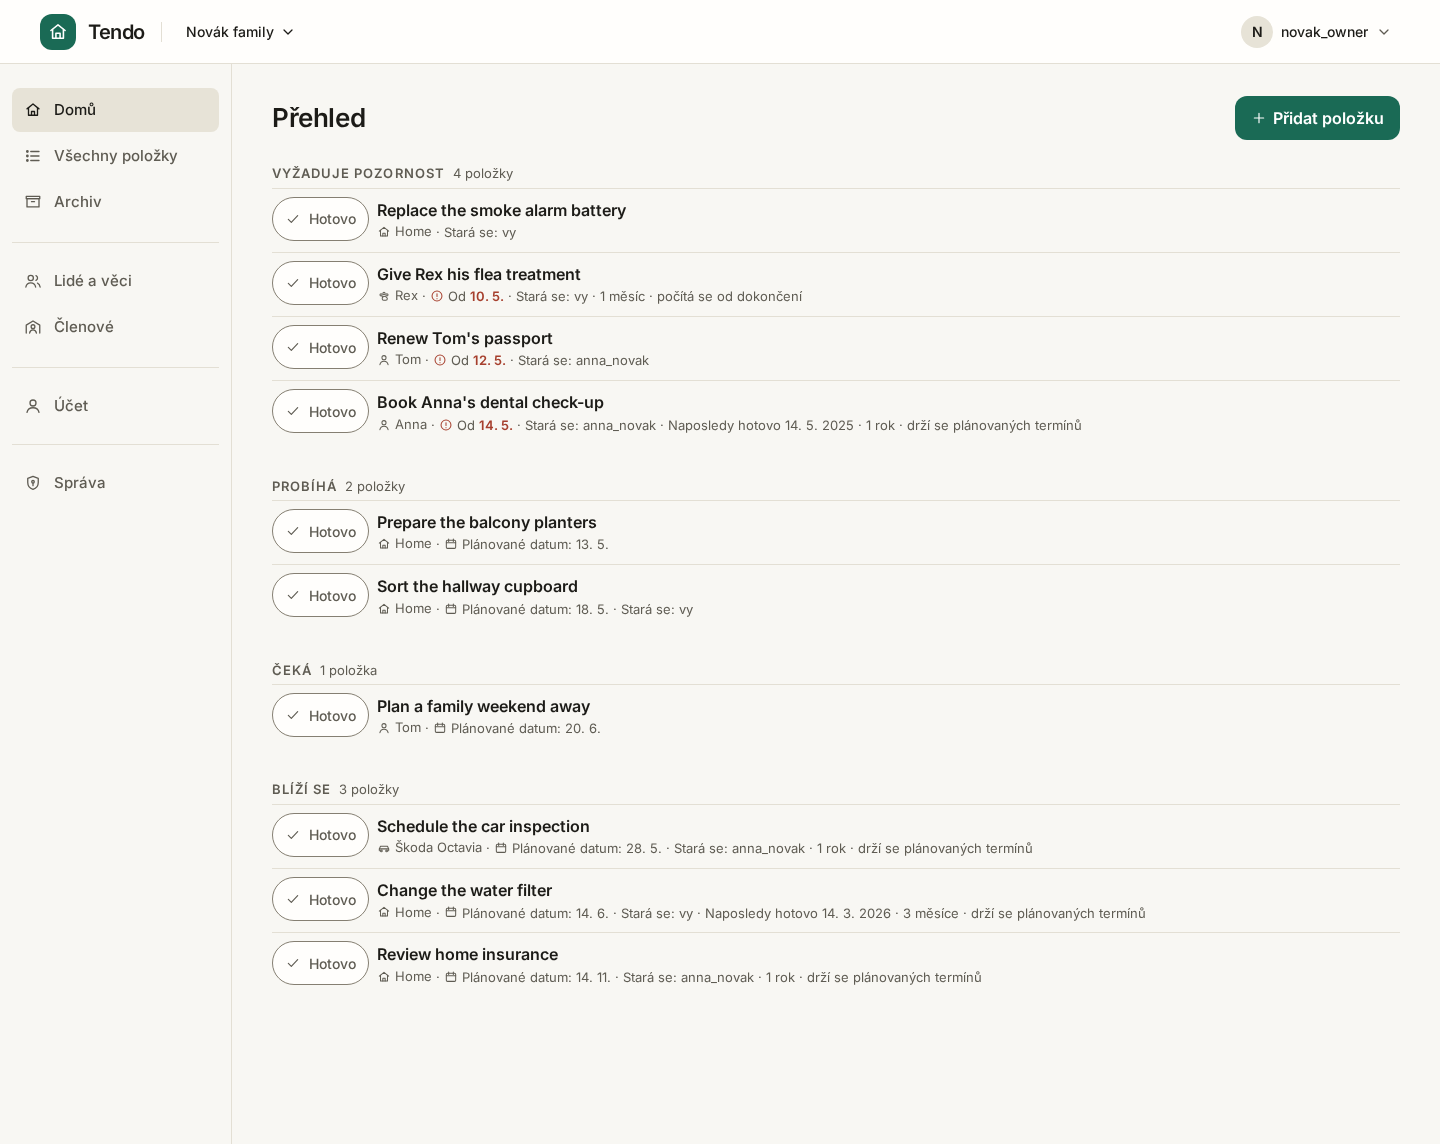 Tendo
Novák family
N
novak_owner
Domů
Všechny položky
Archiv
Lidé a věci
Členové
Účet
Správa
Přehled
Přidat položku
VYŽADUJE POZORNOST 4 položky
Hotovo
Replace the smoke alarm battery
Home · Stará se: vy
Hotovo
Give Rex his flea treatment
Rex · Od 10. 5. · Stará se: vy · 1 měsíc · počítá se od dokončení
Hotovo
Renew Tom's passport
Tom · Od 12. 5. · Stará se: anna_novak
Hotovo
Book Anna's dental check-up
Anna · Od 14. 5. · Stará se: anna_novak · Naposledy hotovo 14. 5. 2025 · 1 rok · drží se plánovaných termínů
PROBÍHÁ 2 položky
Hotovo
Prepare the balcony planters
Home · Plánované datum: 13. 5.
Hotovo
Sort the hallway cupboard
Home · Plánované datum: 18. 5. · Stará se: vy
ČEKÁ 1 položka
Hotovo
Plan a family weekend away
Tom · Plánované datum: 20. 6.
BLÍŽÍ SE 3 položky
Hotovo
Schedule the car inspection
Škoda Octavia · Plánované datum: 28. 5. · Stará se: anna_novak · 1 rok · drží se plánovaných termínů
Hotovo
Change the water filter
Home · Plánované datum: 14. 6. · Stará se: vy · Naposledy hotovo 14. 3. 2026 · 3 měsíce · drží se plánovaných termínů
Hotovo
Review home insurance
Home · Plánované datum: 14. 11. · Stará se: anna_novak · 1 rok · drží se plánovaných termínů